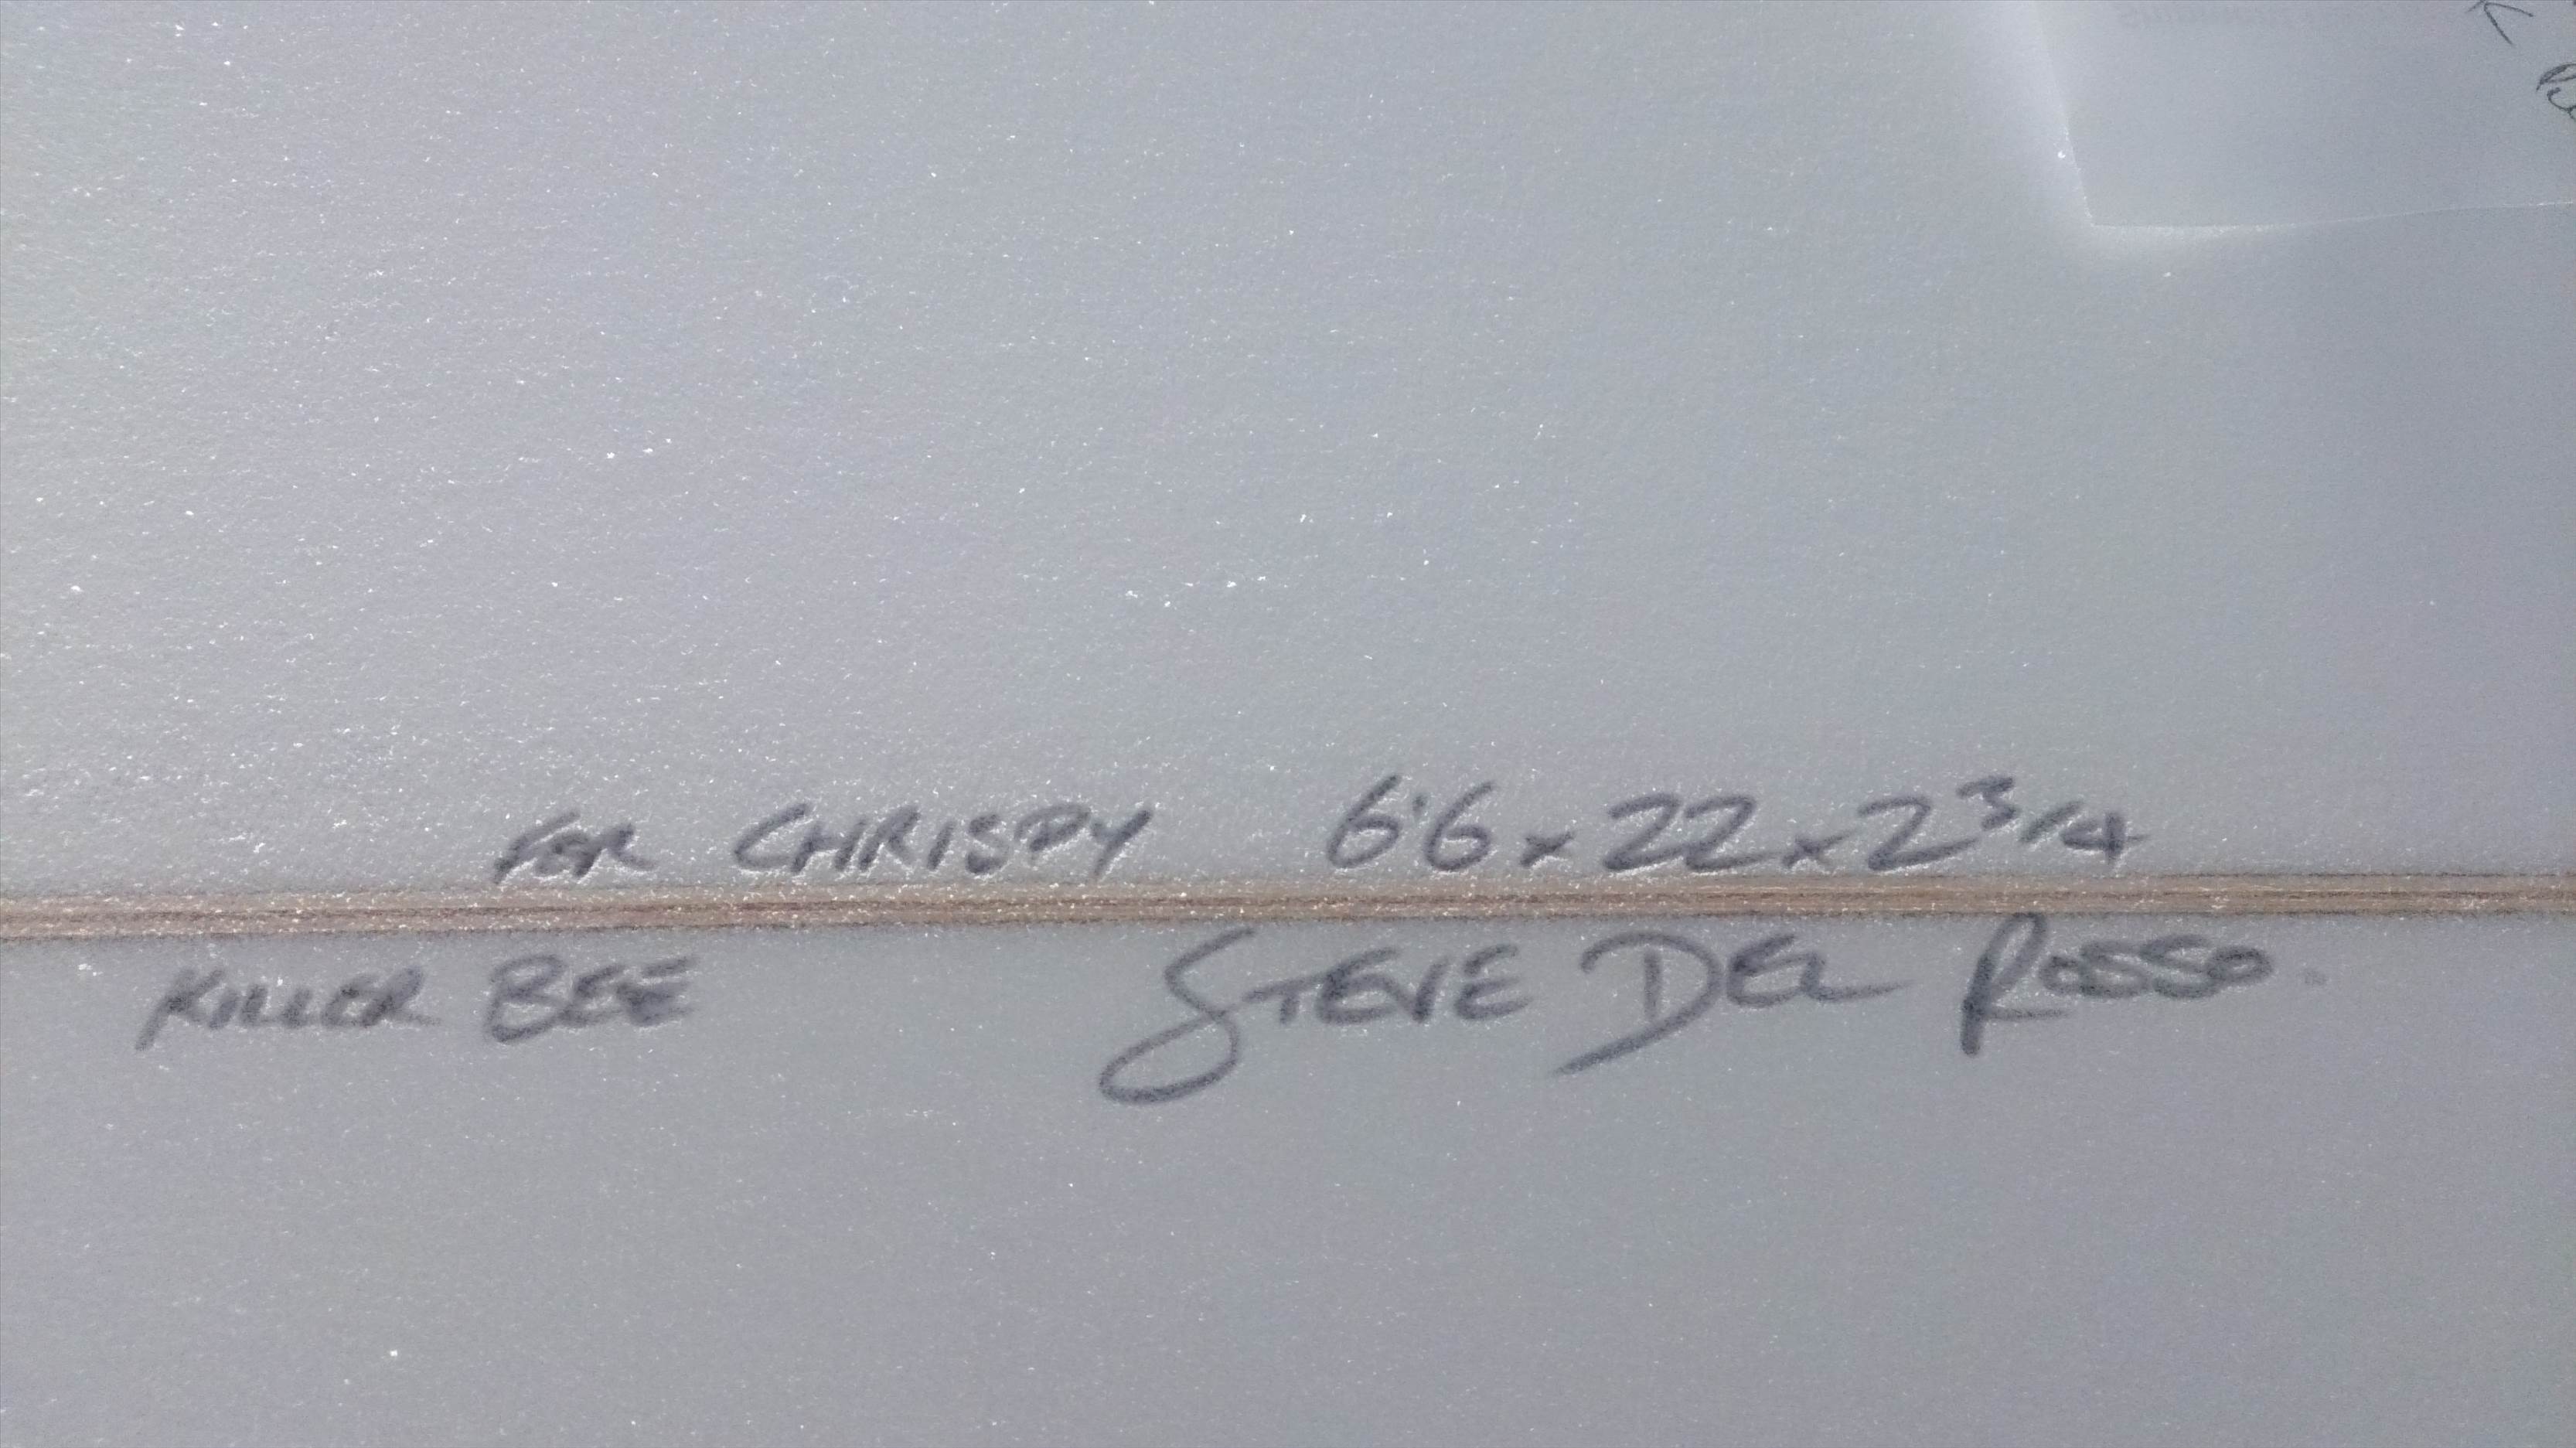 FOR CHRISPY 6'6 x 22 x 2 3/4
KILLER BEE STEVE DEL ROSSO.